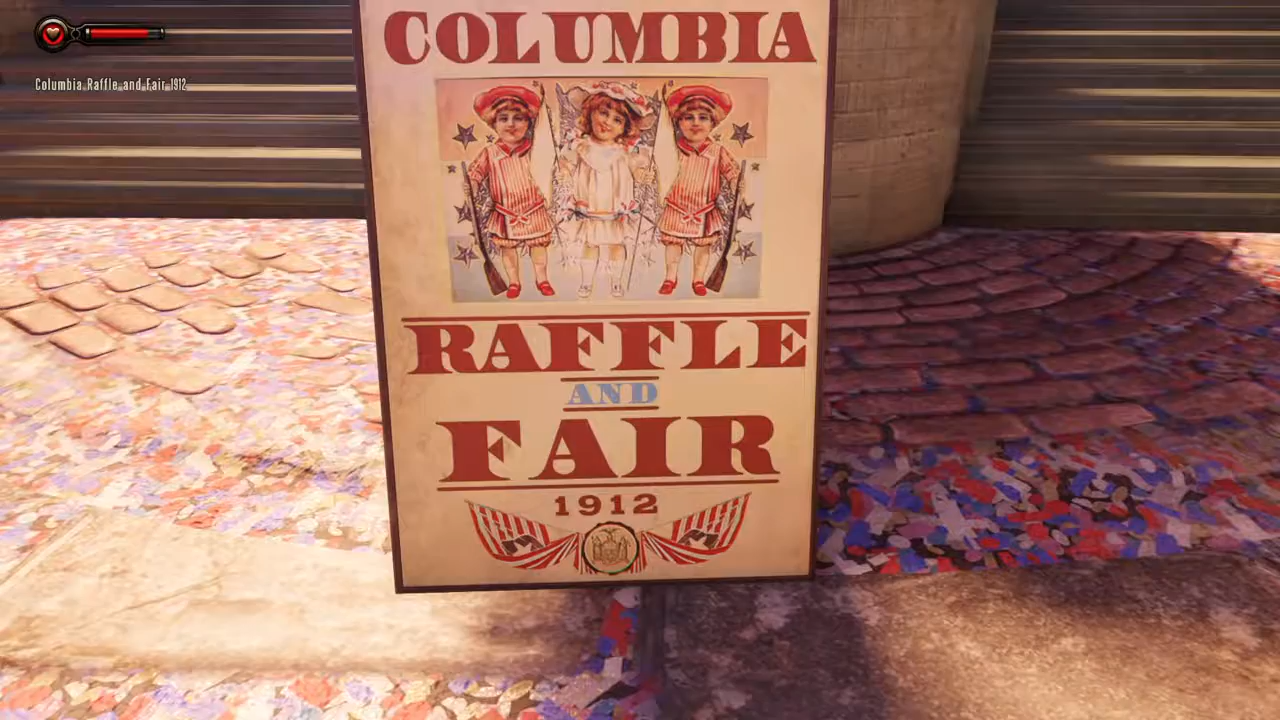 COLUMBIA
Columbia Raffle and Fair 1912
RAFFLE
AND
FAIR
1912